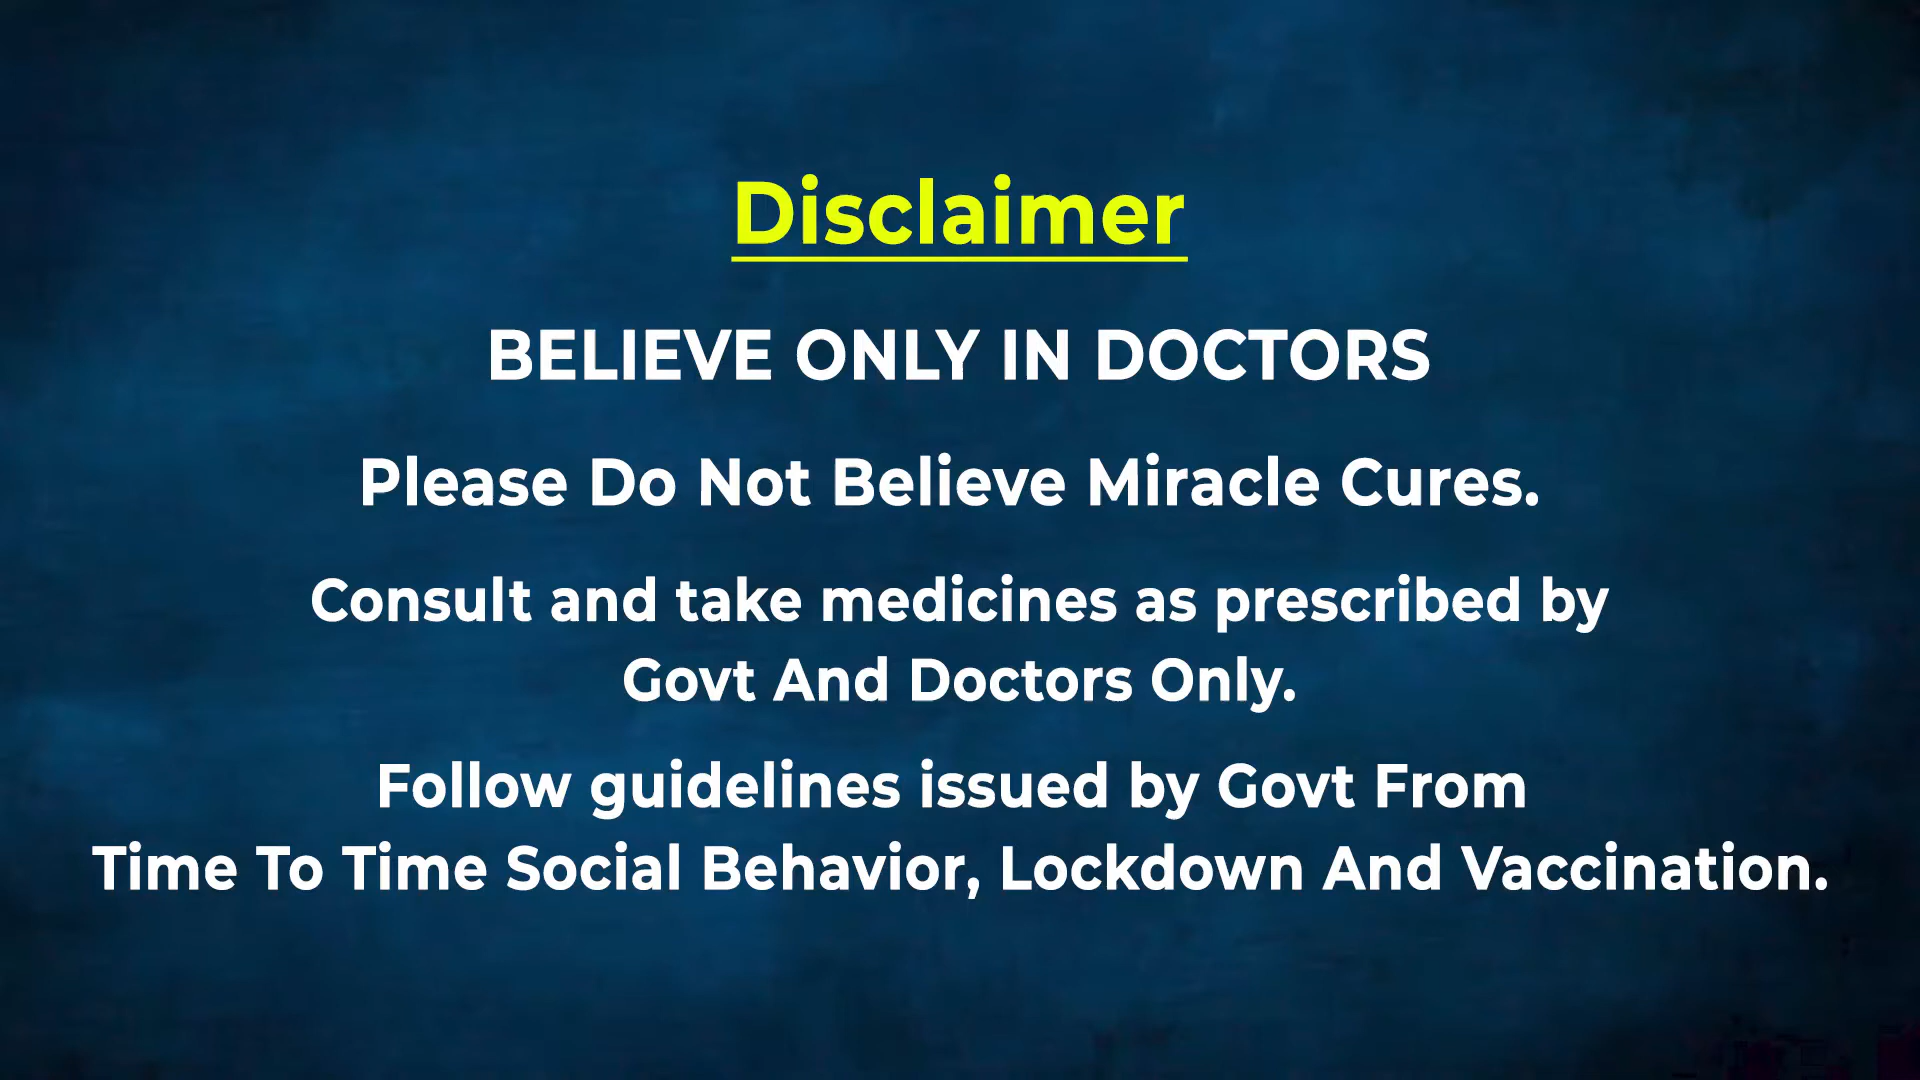 Disclaimer
BELIEVE ONLY IN DOCTORS
Please Do Not Believe Miracle Cures.
Consult and take medicines as prescribed by
Govt And Doctors Only.
Follow guidelines issued by Govt From
Time To Time Social Behavior, Lockdown And Vaccination.